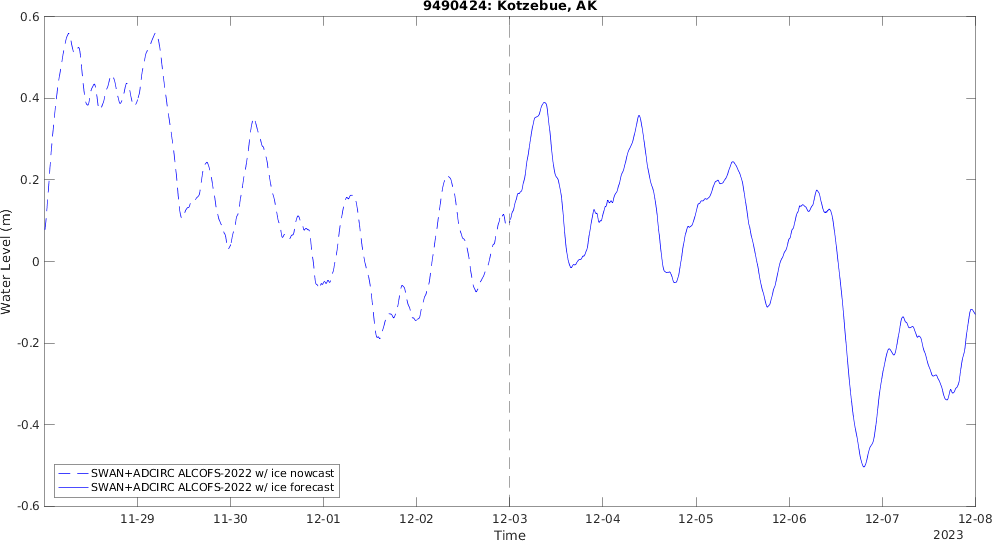 9490424: Kotzebue, AK
0.6
0.4
0.2
0
-0.2
-0.4
-0.6
Water Level (m)
SWAN+ADCIRC ALCOFS-2022 w/ ice nowcast
SWAN+ADCIRC ALCOFS-2022 w/ ice forecast
11-29 11-30 12-01 12-02 12-03 12-04 12-05 12-06 12-07 12-08
Time
2023